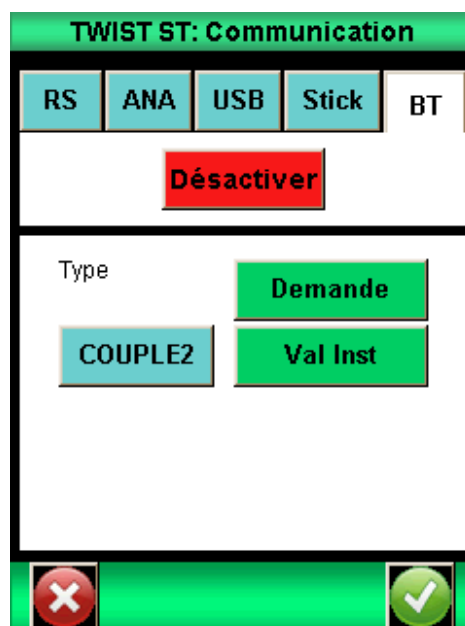 TWIST ST: Communication
RS ANA USB Stick BT
Désactiver
Type
Demande
COUPLE2 Val Inst